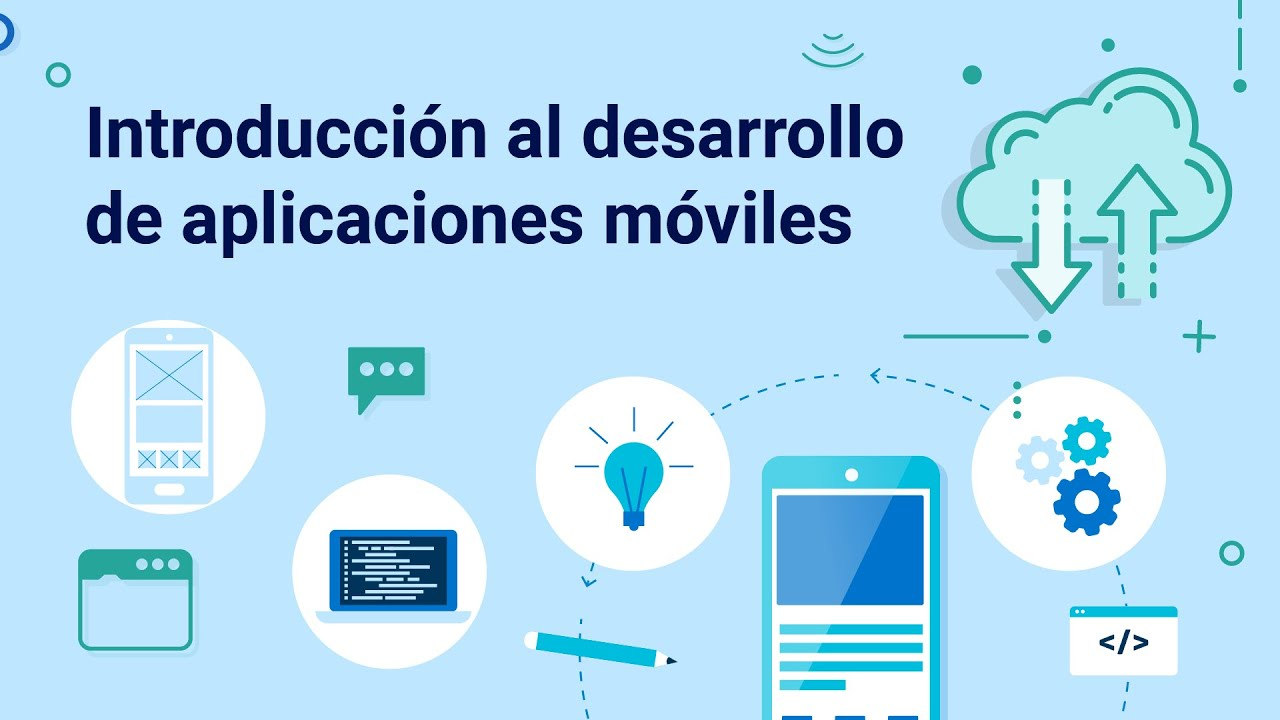 Introducción al desarrollo
de aplicaciones móviles
</>